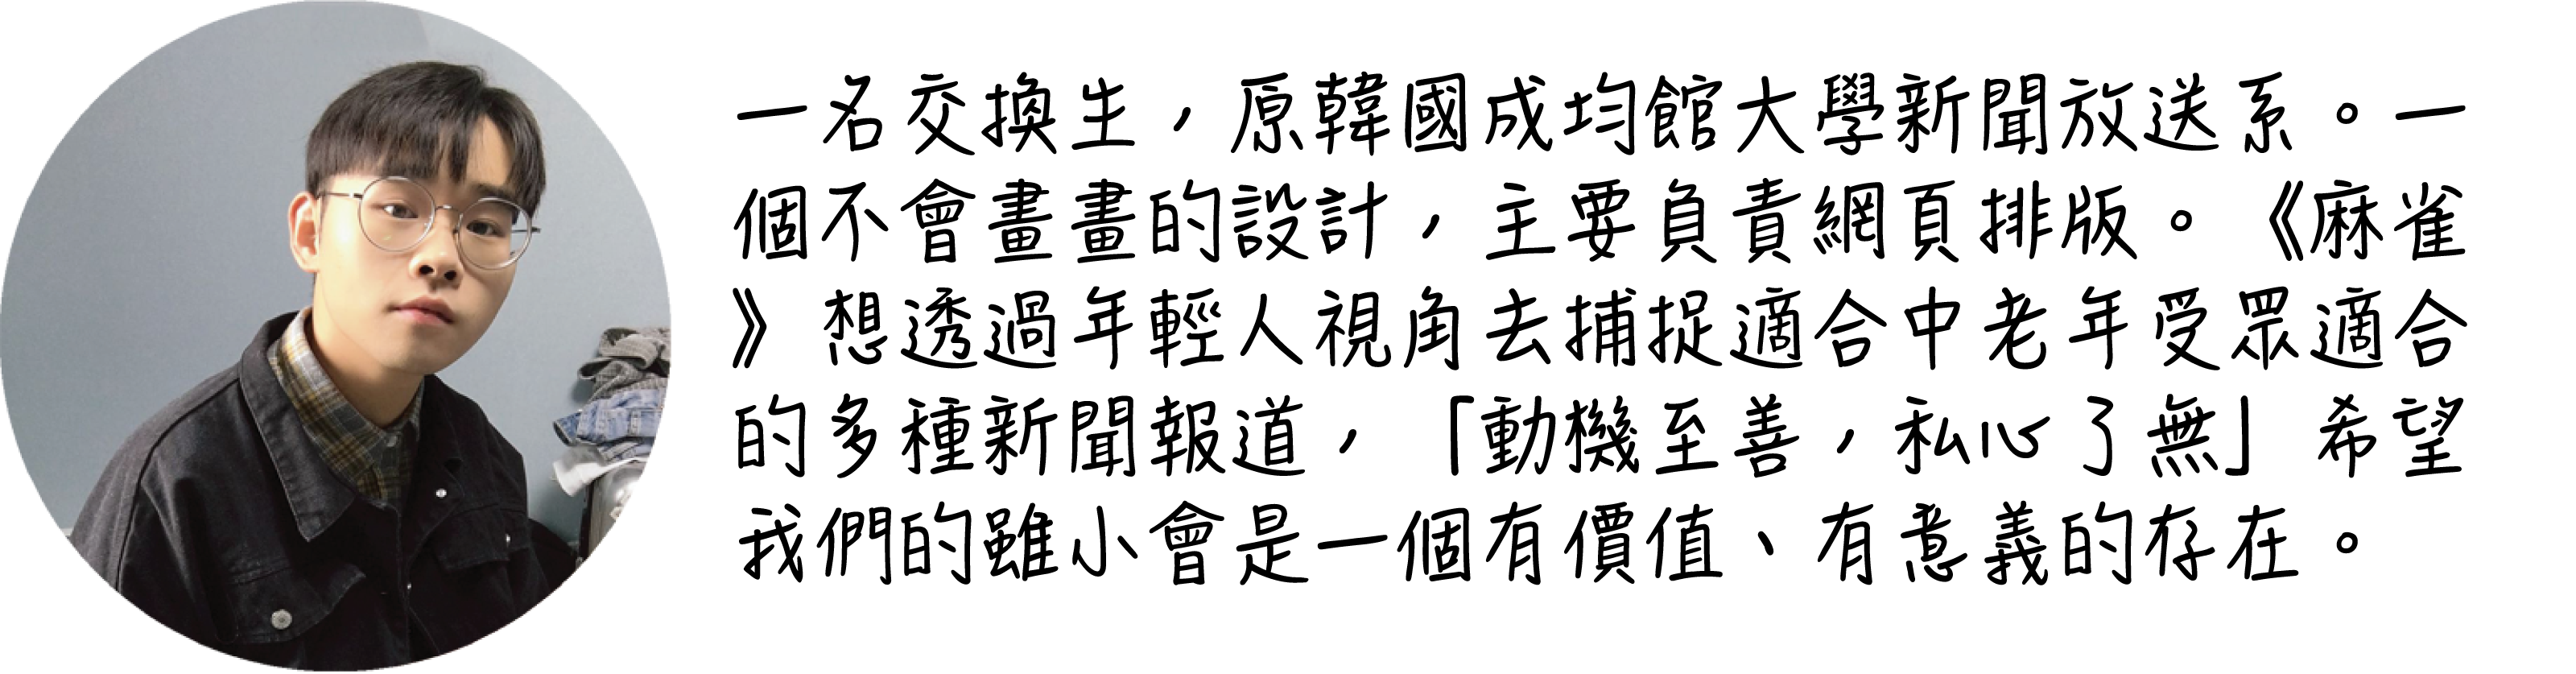 一名交換生，原韓國成均館大學新聞放送系。一
個不會畫畫的設計，主要負責網頁排版。《麻雀
》想透過年輕人視角去捕捉適合中老年受眾適合
的多種新聞報道，「動機至善，私心了無」希望
我們的雖小會是一個有價值、有意義的存在。